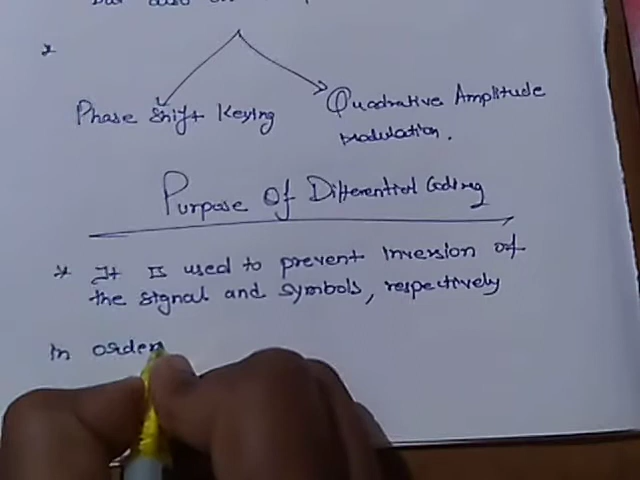 *
Phase Shift Keying
Quadrative Amplitude
Modulation.
Purpose Of Differential Coding
* It Is used to prevent inversion of
the signal and symbols, respectively
In order